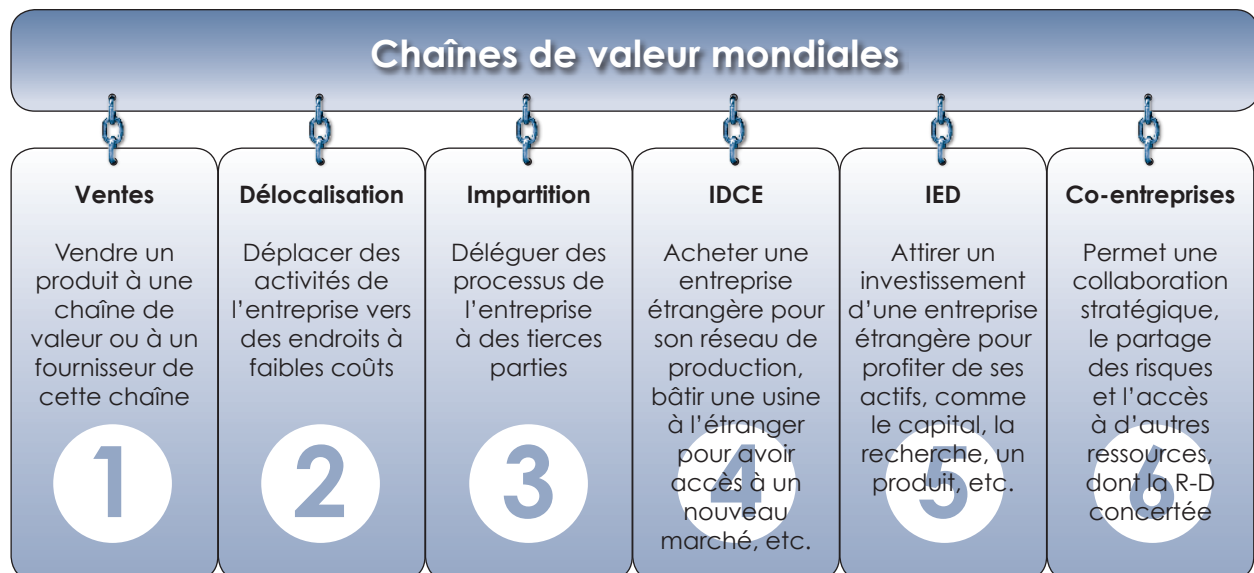 Chaînes de valeur mondiales
Ventes
Vendre un
produit à une
chaîne de
valeur ou à un
fournisseur de
cette chaîne
1
Délocalisation
Déplacer des
activités de
l'entreprise vers
des endroits à
faibles coûts
2
Impartition
Déléguer des
processus de
l'entreprise
à des tierces
parties
3
IDCE
Acheter une
entreprise
étrangère pour
son réseau de
production,
bâtir une usine
à l'étranger
pour avoir
accès à un
nouveau
marché, etc.
4
IED
Attirer un
investissement
d'une entreprise
étrangère pour
profiter de ses
actifs, comme
le capital, la
recherche, un
produit, etc.
5
Co-entreprises
Permet une
collaboration
stratégique,
le partage
des risques
et l'accès
à d'autres
ressources,
dont la R-D
concertée
6